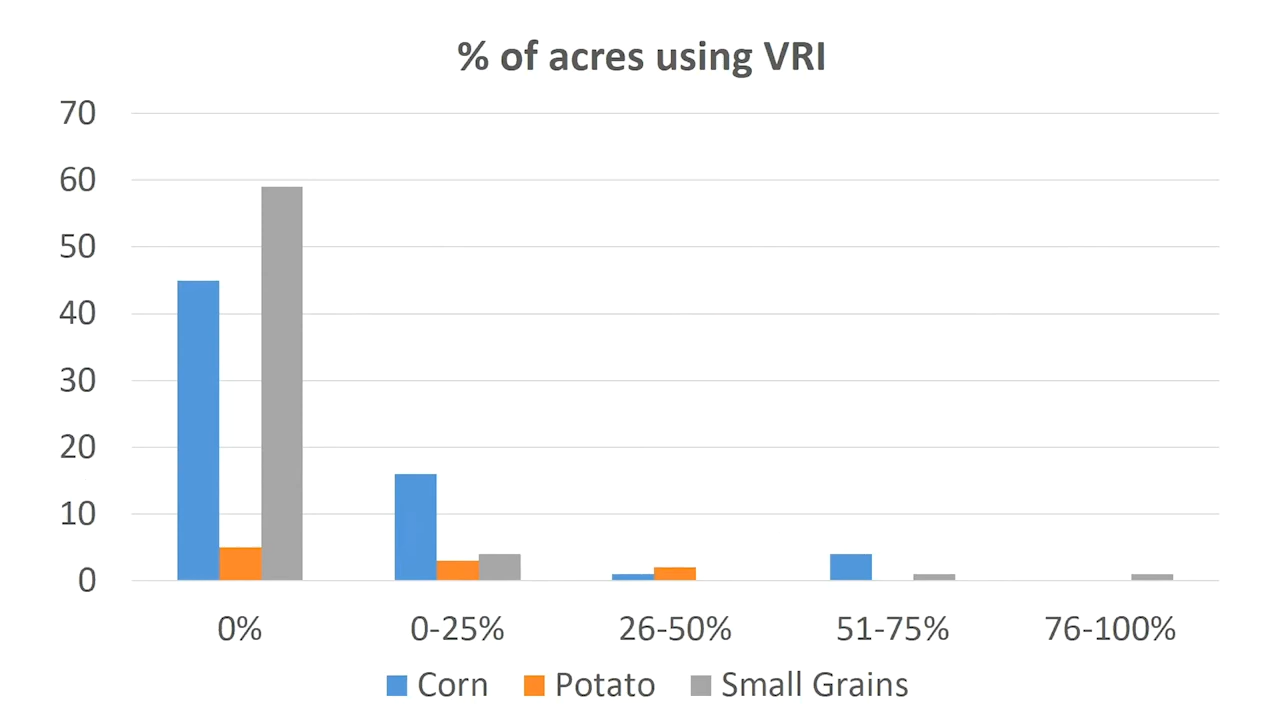 % of acres using VRI
70
60
50
40
30
20
10
0
0% 0-25% 26-50% 51-75% 76-100%
Corn Potato Small Grains